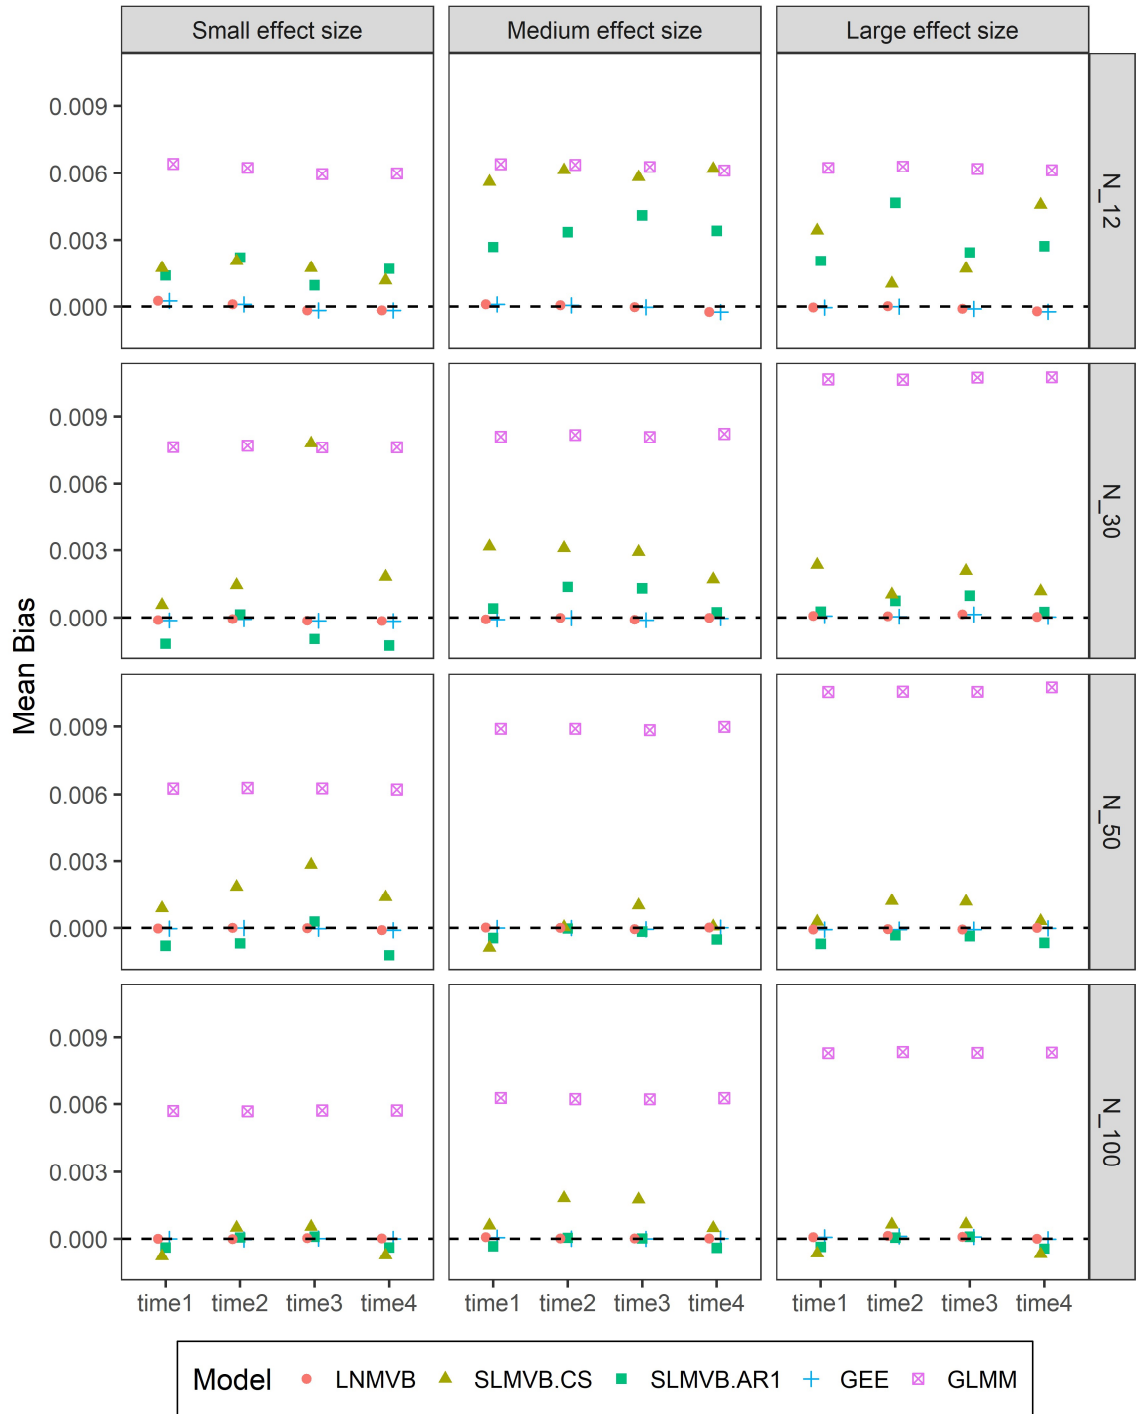 Small effect size Medium effect size Large effect size
0.009
0.006
0.003
0.000
N_12
0.009
0.006
0.003
0.000
N_30
Mean Bias
0.009
0.006
0.003
0.000
N_50
0.009
0.006
0.003
0.000
N_100
time1 time2 time3 time4 time1 time2 time3 time4 time1 time2 time3 time4
Model LNMVB SLMVB.CS SLMVB.AR1 GEE GLMM